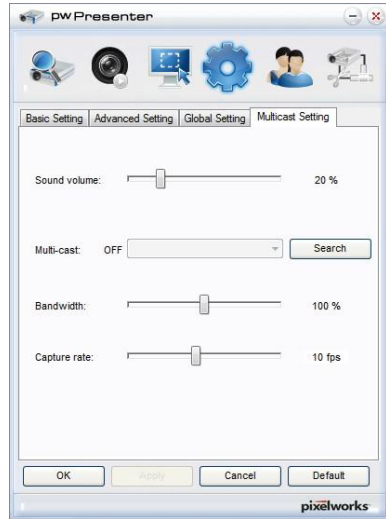 pwPresenter
Basic Setting Advanced Setting Global Setting Multicast Setting
Sound volume: 20 %
Multi-cast: OFF Search
Bandwidth: 100 %
Capture rate: 10 fps
OK Apply Cancel Default
pixelworks